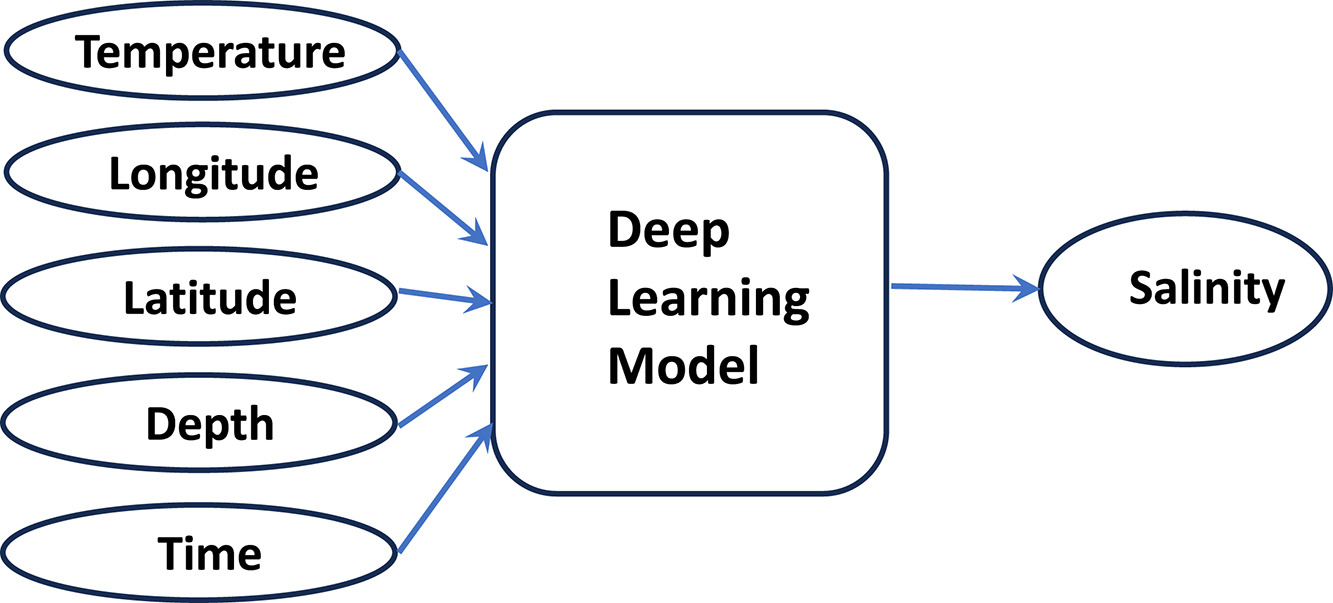 Temperature
Longitude
Latitude
Depth
Time
Deep
Learning
Model
Salinity